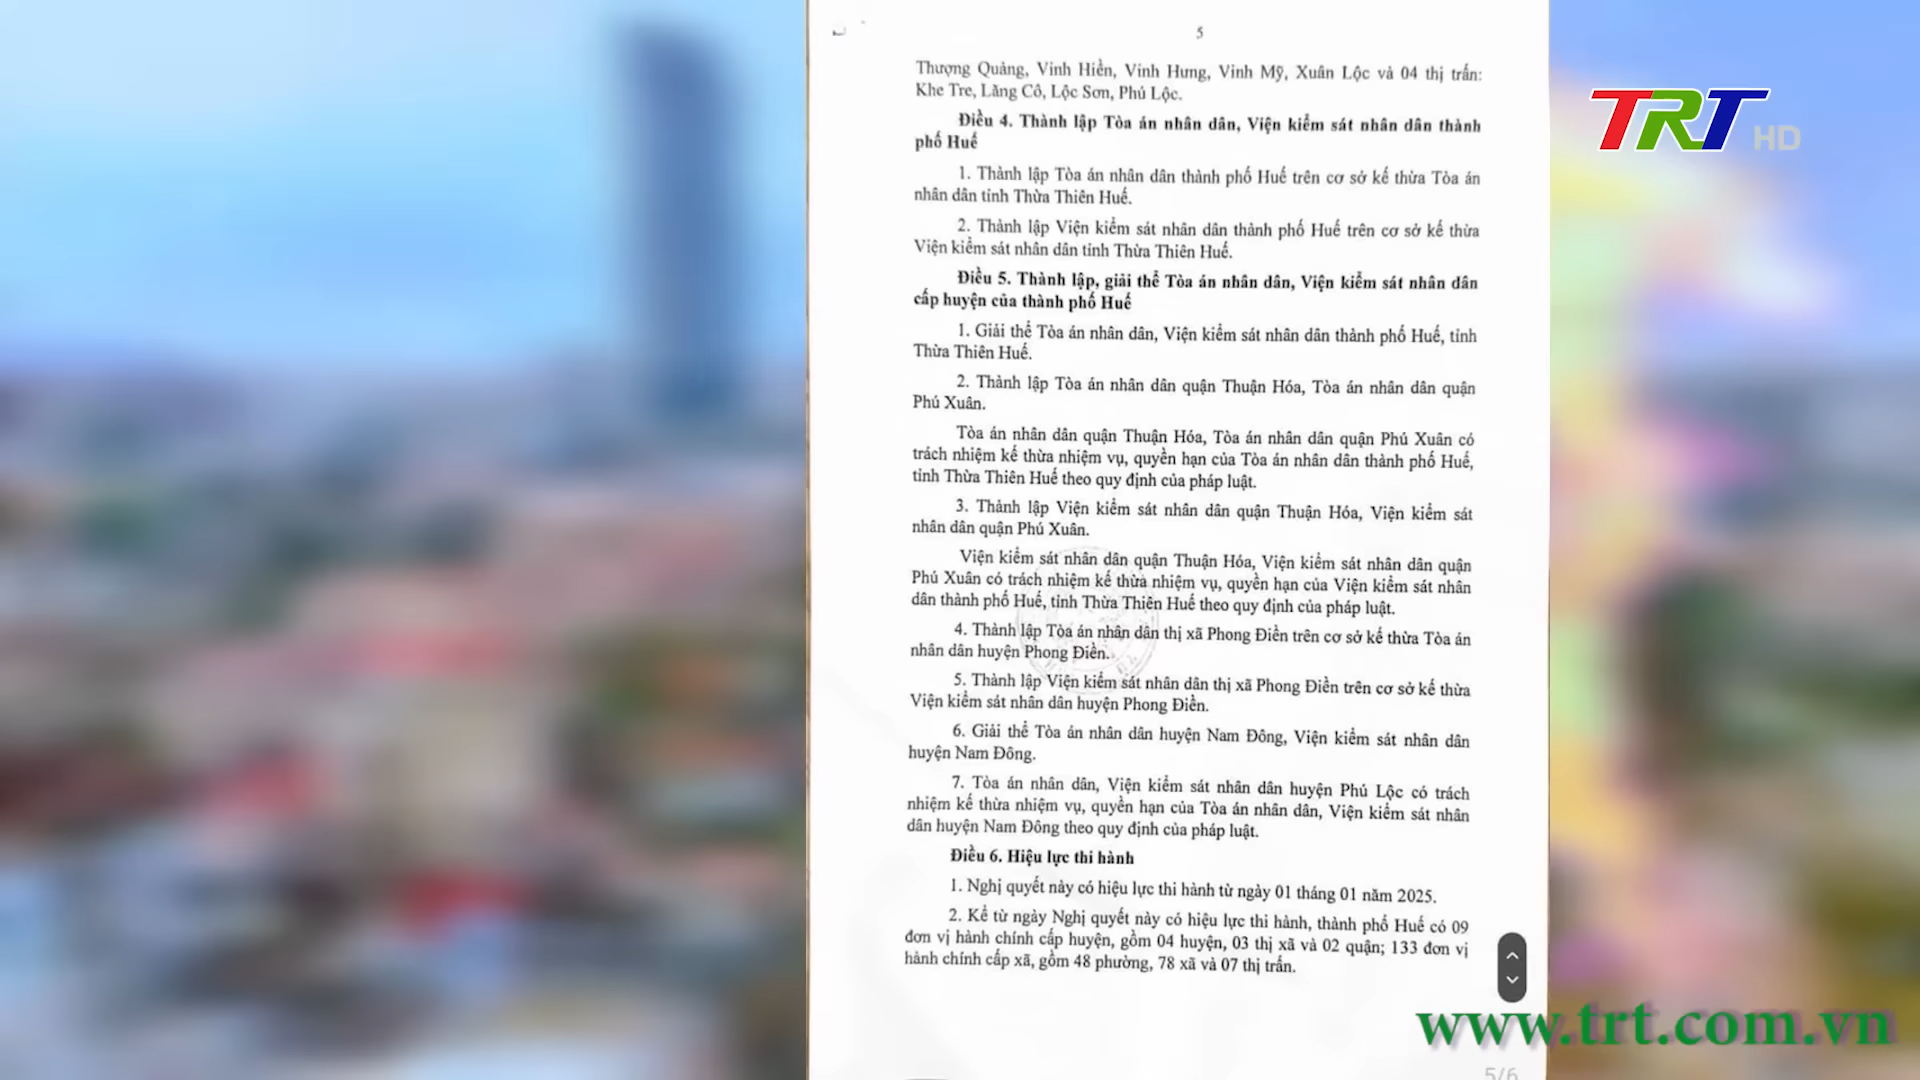 5
Thượng Quảng, Vinh Hiền, Vinh Hưng, Vinh Mỹ, Xuân Lộc và 04 thị trấn:
Khe Tre, Lăng Cô, Lộc Sơn, Phú Lộc.
Điều 4. Thành lập Tòa án nhân dân, Viện kiểm sát nhân dân thành
phố Huế
1. Thành lập Tòa án nhân dân thành phố Huế trên cơ sở kế thừa Tòa án
nhân dân tỉnh Thừa Thiên Huế.
2. Thành lập Viện kiểm sát nhân dân thành phố Huế trên cơ sở kế thừa
Viện kiểm sát nhân dân tỉnh Thừa Thiên Huế.
Điều 5. Thành lập, giải thể Tòa án nhân dân, Viện kiểm sát nhân dân
cấp huyện của thành phố Huế
1. Giải thể Tòa án nhân dân, Viện kiểm sát nhân dân thành phố Huế, tỉnh
Thừa Thiên Huế.
2. Thành lập Tòa án nhân dân quận Thuận Hóa, Tòa án nhân dân quận
Phú Xuân.
Tòa án nhân dân quận Thuận Hóa, Tòa án nhân dân quận Phú Xuân có
trách nhiệm kế thừa nhiệm vụ, quyền hạn của Tòa án nhân dân thành phố Huế,
tỉnh Thừa Thiên Huế theo quy định của pháp luật.
3. Thành lập Viện kiểm sát nhân dân quận Thuận Hóa, Viện kiểm sát
nhân dân quận Phú Xuân.
Viện kiểm sát nhân dân quận Thuận Hóa, Viện kiểm sát nhân dân quận
Phú Xuân có trách nhiệm kế thừa nhiệm vụ, quyền hạn của Viện kiểm sát nhân
dân thành phố Huế, tỉnh Thừa Thiên Huế theo quy định của pháp luật.
4. Thành lập Tòa án nhân dân thị xã Phong Điền trên cơ sở kế thừa Tòa án
nhân dân huyện Phong Điền.
5. Thành lập Viện kiểm sát nhân dân thị xã Phong Điền trên cơ sở kế thừa
Viện kiểm sát nhân dân huyện Phong Điền.
6. Giải thể Tòa án nhân dân huyện Nam Đông, Viện kiểm sát nhân dân
huyện Nam Đông.
7. Tòa án nhân dân, Viện kiểm sát nhân dân huyện Phú Lộc có trách
nhiệm kế thừa nhiệm vụ, quyền hạn của Tòa án nhân dân, Viện kiểm sát nhân
dân huyện Nam Đông theo quy định của pháp luật.
Điều 6. Hiệu lực thi hành
1. Nghị quyết này có hiệu lực thi hành từ ngày 01 tháng 01 năm 2025.
2. Kể từ ngày Nghị quyết này có hiệu lực thi hành, thành phố Huế có 09
đơn vị hành chính cấp huyện, gồm 04 huyện, 03 thị xã và 02 quận; 133 đơn vị
hành chính cấp xã, gồm 48 phường, 78 xã và 07 thị trấn.
5/6
TRT HD
www.trt.com.vn